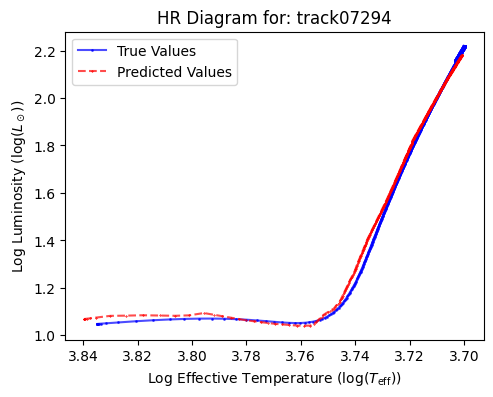 HR Diagram for: track07294
True Values
Predicted Values
Log Luminosity (log(L⊙))
2.2
2.0
1.8
1.6
1.4
1.2
1.0
3.84 3.82 3.80 3.78 3.76 3.74 3.72 3.70
Log Effective Temperature (log(Teff))